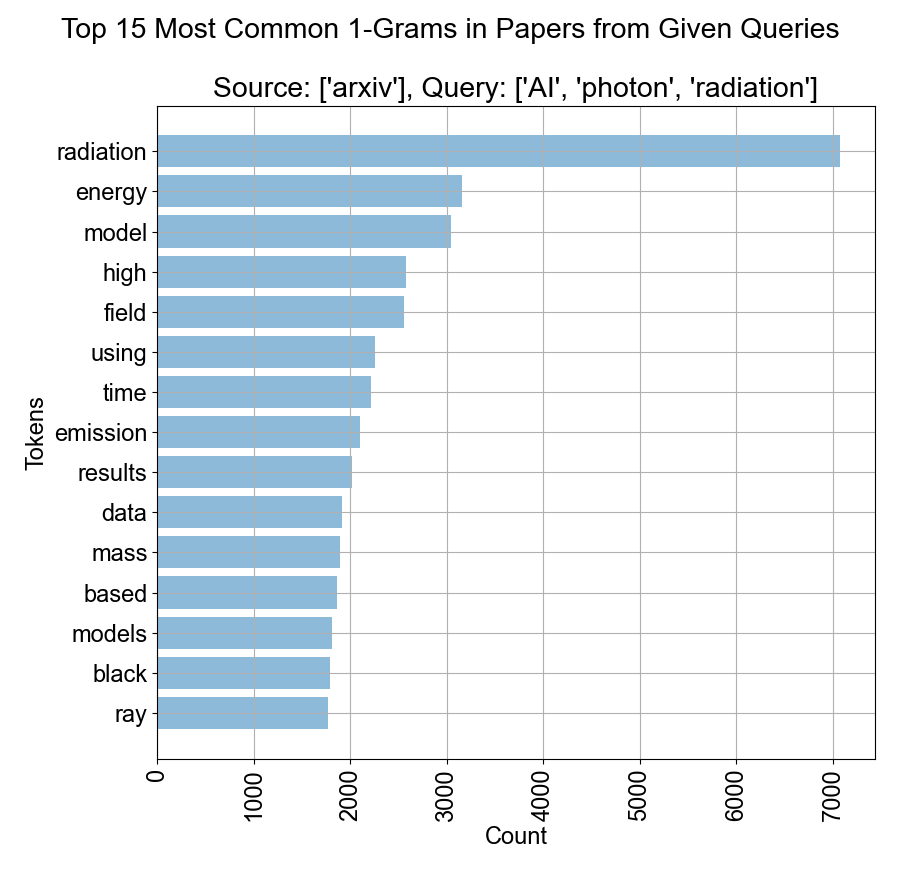 Top 15 Most Common 1-Grams in Papers from Given Queries
Source: ['arxiv'], Query: ['AI', 'photon', 'radiation']
radiation
energy
model
high
field
using
time
emission
results
data
mass
based
models
black
ray
Tokens
0
1000
2000
3000
4000
5000
6000
7000
Count